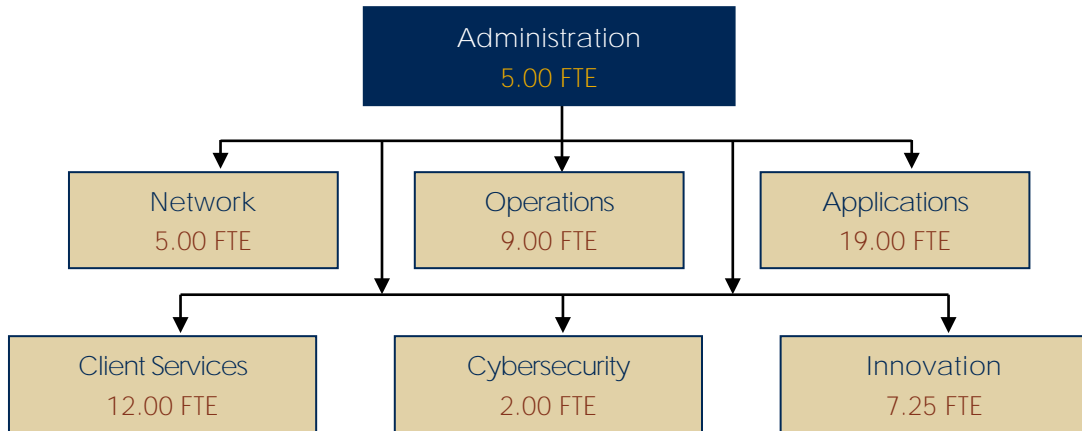 Administration
5.00 FTE
Network
5.00 FTE
Operations
9.00 FTE
Applications
19.00 FTE
Client Services
12.00 FTE
Cybersecurity
2.00 FTE
Innovation
7.25 FTE